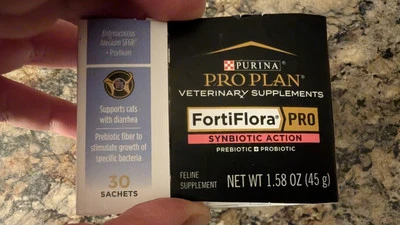 Enterococcus
faecium SF68®
+ Psyllium
Supports cats
with diarrhea
Prebiotic fiber to
stimulate growth of
specific bacteria
30
SACHETS
PURINA®
PRO PLAN®
VETERINARY SUPPLEMENTS
FortiFlora® PRO
SYNBIOTIC ACTION
PREBIOTIC + PROBIOTIC
FELINE
SUPPLEMENT
NET WT 1.58 OZ (45 g)